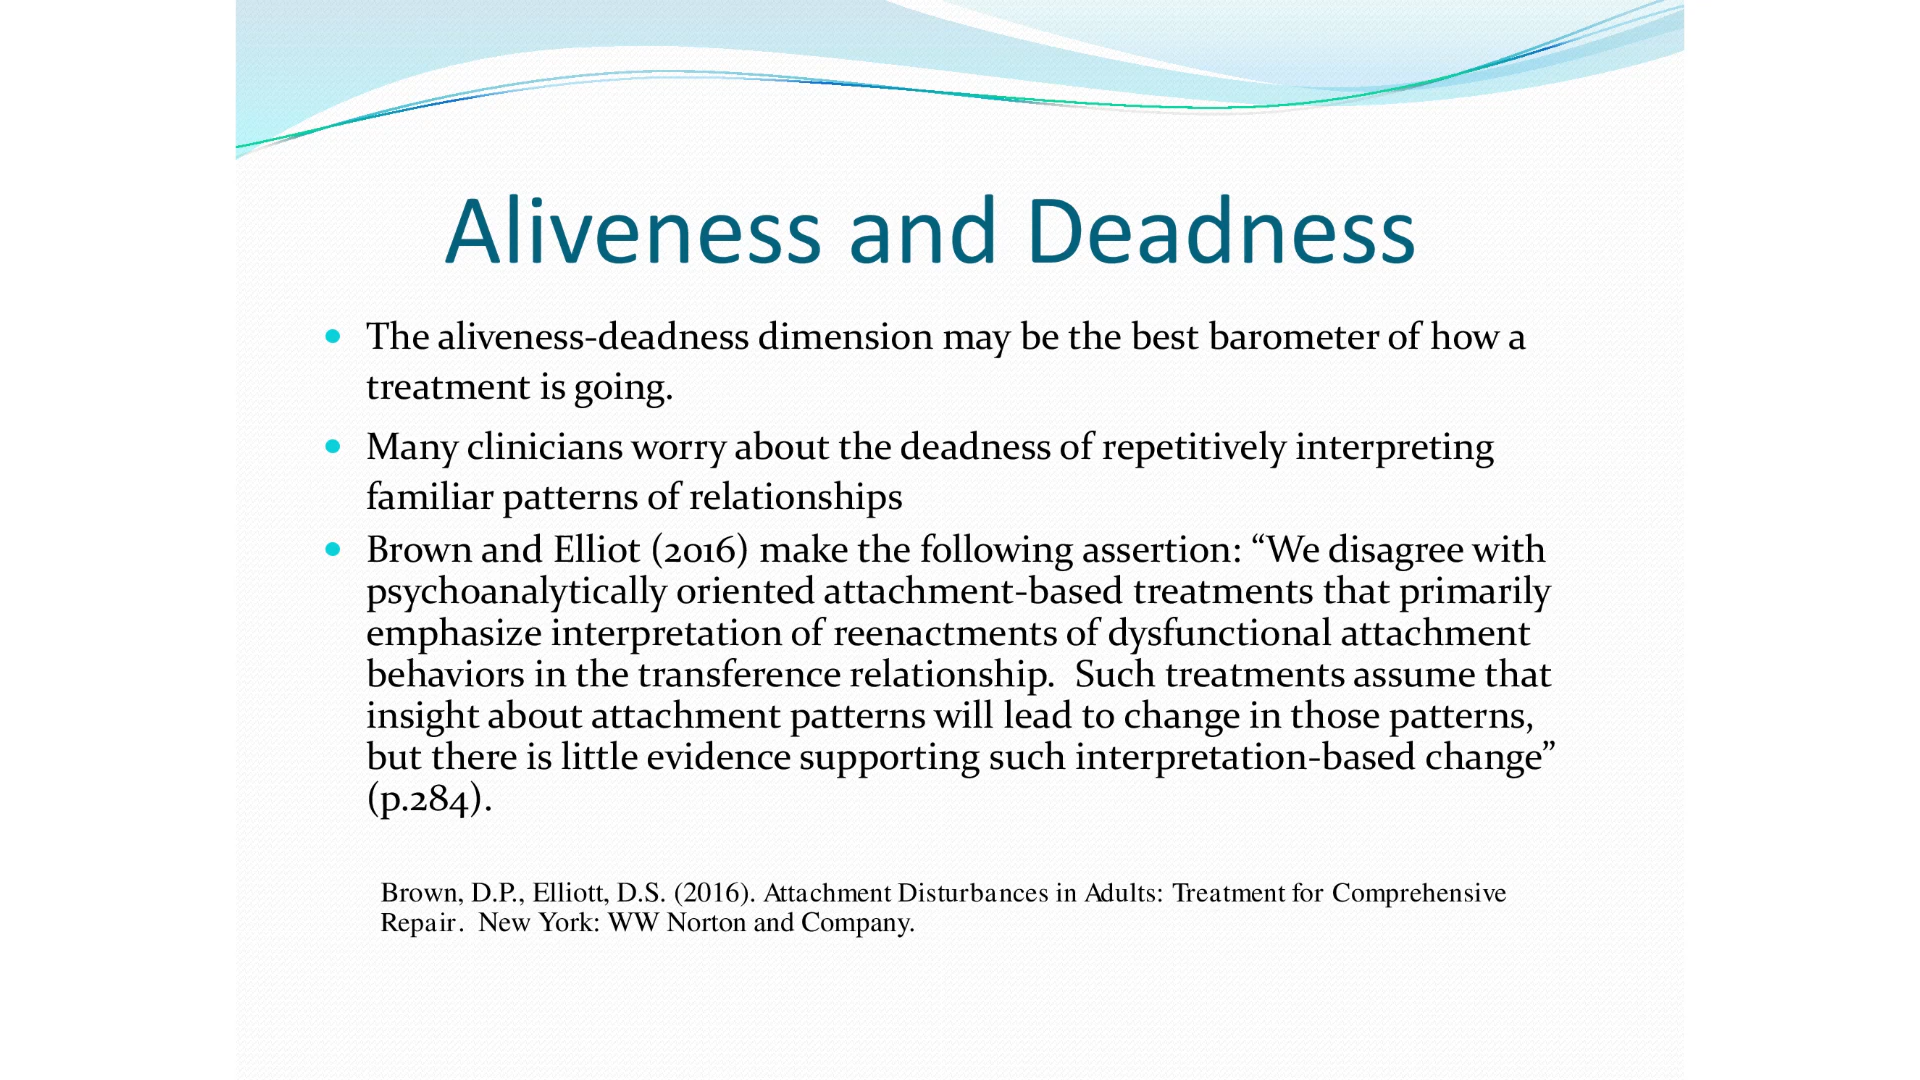 Aliveness and Deadness
• The aliveness-deadness dimension may be the best barometer of how a
treatment is going.
• Many clinicians worry about the deadness of repetitively interpreting
familiar patterns of relationships
• Brown and Elliot (2016) make the following assertion: “We disagree with
psychoanalytically oriented attachment-based treatments that primarily
emphasize interpretation of reenactments of dysfunctional attachment
behaviors in the transference relationship.  Such treatments assume that
insight about attachment patterns will lead to change in those patterns,
but there is little evidence supporting such interpretation-based change”
(p.284).
Brown, D.P., Elliott, D.S. (2016). Attachment Disturbances in Adults: Treatment for Comprehensive
Repair.  New York: WW Norton and Company.